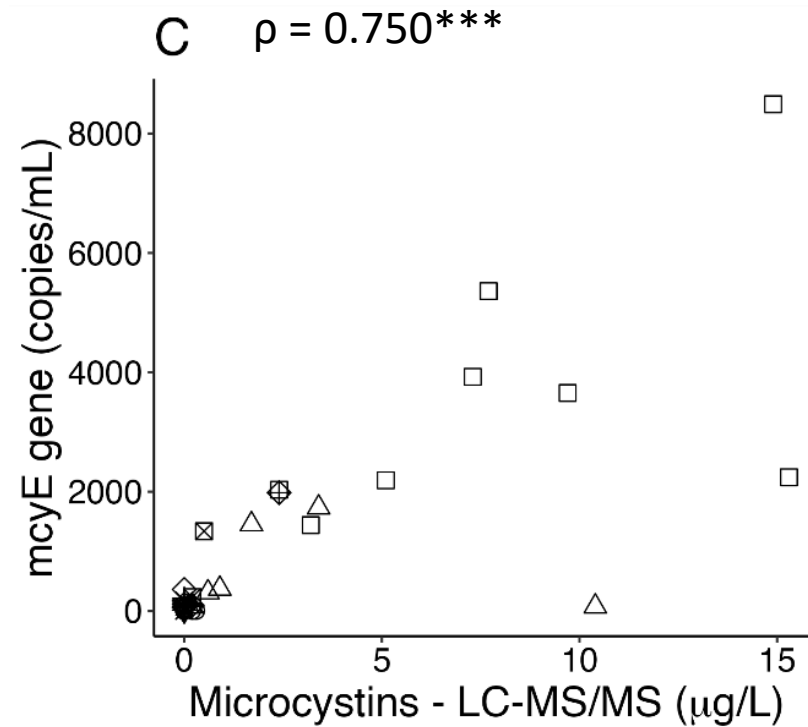 C ρ = 0.750***
mcyE gene (copies/mL)
8000
6000
4000
2000
0
0 5 10 15
Microcystins - LC-MS/MS (μg/L)